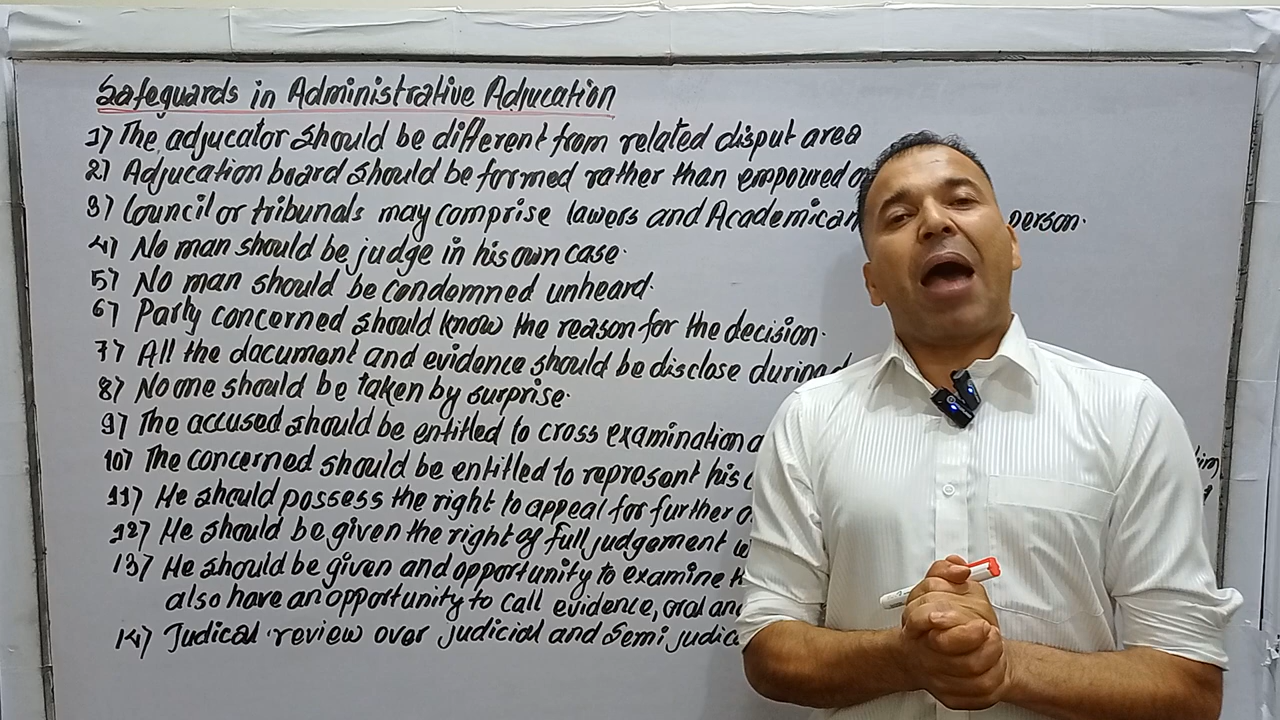 Safeguards in Administrative Adjucation
1) The adjucator should be different from related disput area
2) Adjucation board should be formed rather than empoured
3) Council or tribunals may comprise lawers and Academican person.
4) No man should be judge in his own case.
5) No man should be condemned unheard.
6) Party concerned should know the reason for the decision.
7) All the dacument and evidence should be disclose during
8) No one should be taken by surprise.
9) The accused should be entitled to cross examination
10) The concerned should be entitled to represent his
11) He should possess the right to appeal for further
12) He should be given the right of full judgement
13) He should be given and opportunity to examine
also have an opportunity to call evidence, oral and
14) Judical review over judicial and Semi